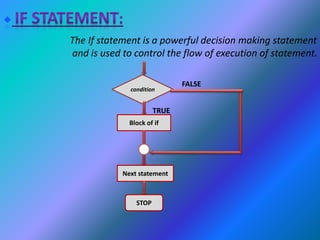 IF STATEMENT:
The If statement is a powerful decision making statement
and is used to control the flow of execution of statement.
condition
FALSE
TRUE
Block of if
Next statement
STOP